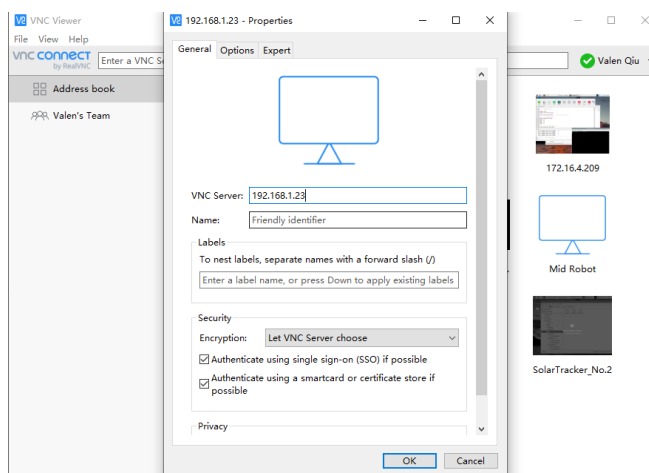 VNC Viewer
File View Help
VNC CONNECT
by RealVNC
Enter a VNC S
Valen Qiu
Address book
Valen's Team
192.168.1.23 - Properties
General Options Expert
VNC Server: 192.168.1.23
Name: Friendly identifier
Labels
To nest labels, separate names with a forward slash (/)
Enter a label name, or press Down to apply existing labels
Security
Encryption: Let VNC Server choose
Authenticate using single sign-on (SSO) if possible
Authenticate using a smartcard or certificate store if
possible
Privacy
OK Cancel
172.16.4.209
Mid Robot
SolarTracker_No.2